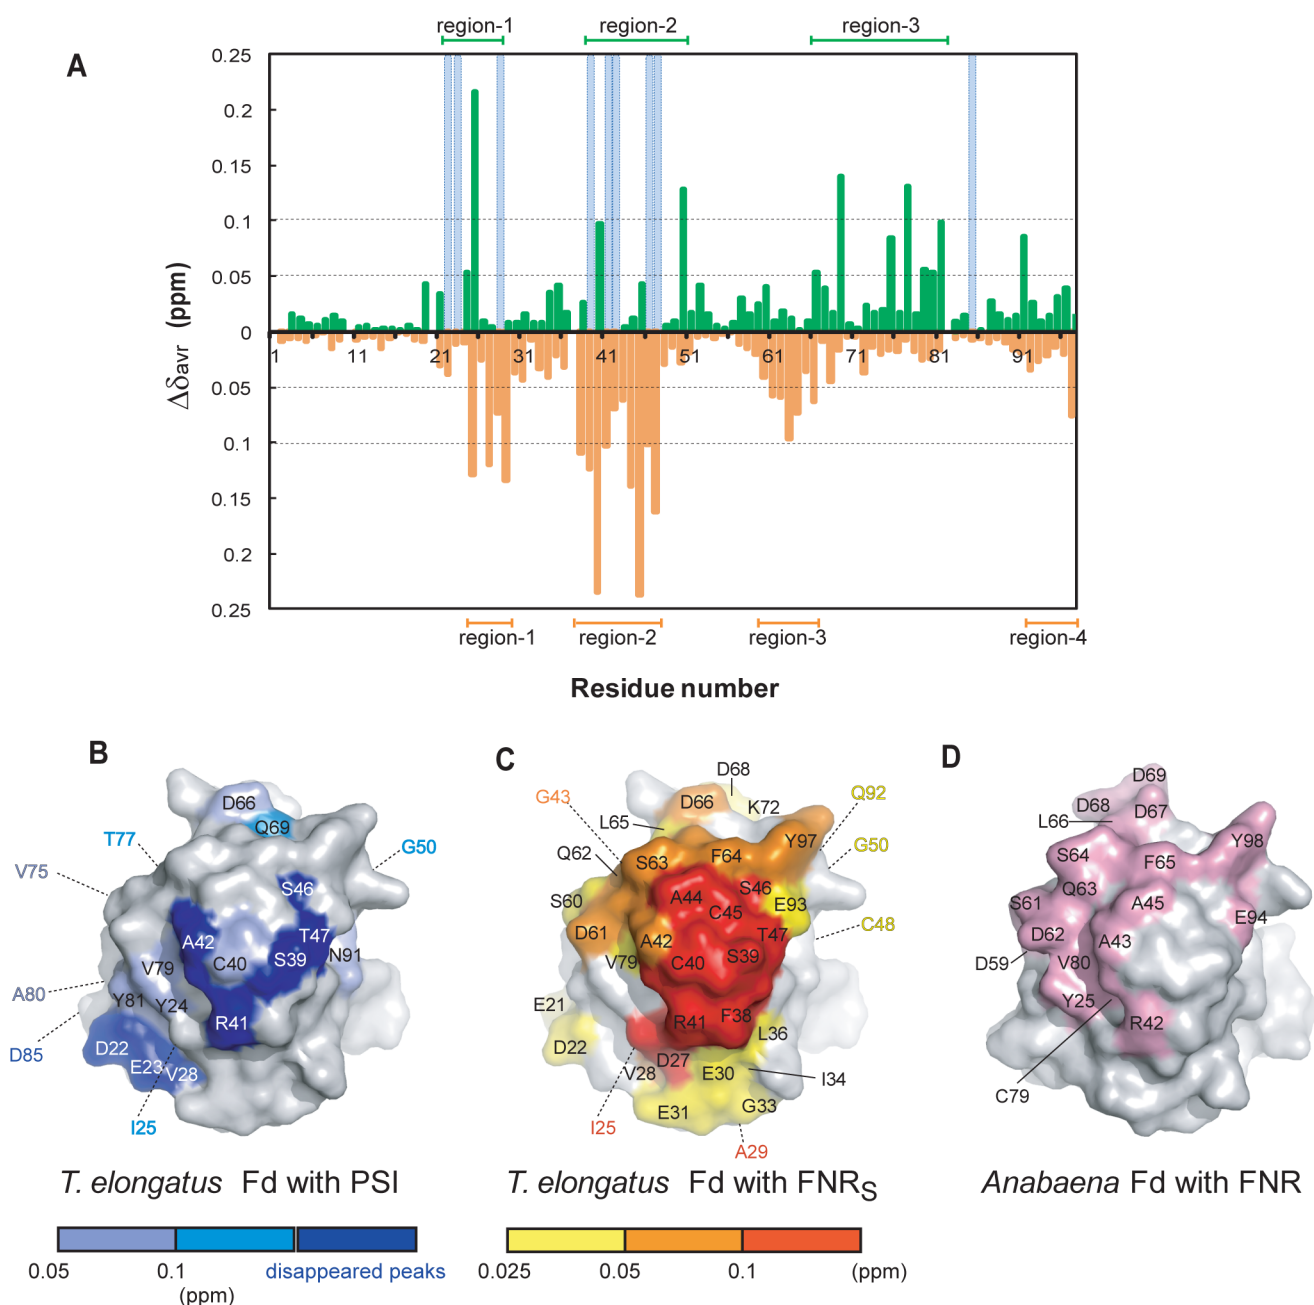 region-1 region-2 region-3
A
0.25
0.2
0.15
0.1
0.05
0
1 11 21 31 41 51 61 71 81 91
0.05
0.1
0.15
0.2
0.25
Δδavr (ppm)
region-1 region-2 region-3 region-4
Residue number
B
D66
Q69
T77
G50
V75
S46
A42
T47
C40
S39
N91
V79
A80
Y81
Y24
R41
D85
D22
E23
V28
I25
T. elongatus Fd with PSI
0.05 0.1 disappeared peaks
(ppm)
C
D68
G43
D66
K72
Q92
L65
Y97
G50
Q62
S63
F64
S60
A44
S46
C45
E93
C48
D61
A42
T47
V79
C40
S39
E21
R41
F38
L36
D22
D27
V28
E30
I34
E31
G33
I25
A29
T. elongatus Fd with FNRS
0.025 0.05 0.1 (ppm)
D
D69
D68
D67
L66
Y98
S64
F65
Q63
S61
A45
E94
D62
A43
D59
V80
Y25
R42
C79
Anabaena Fd with FNR